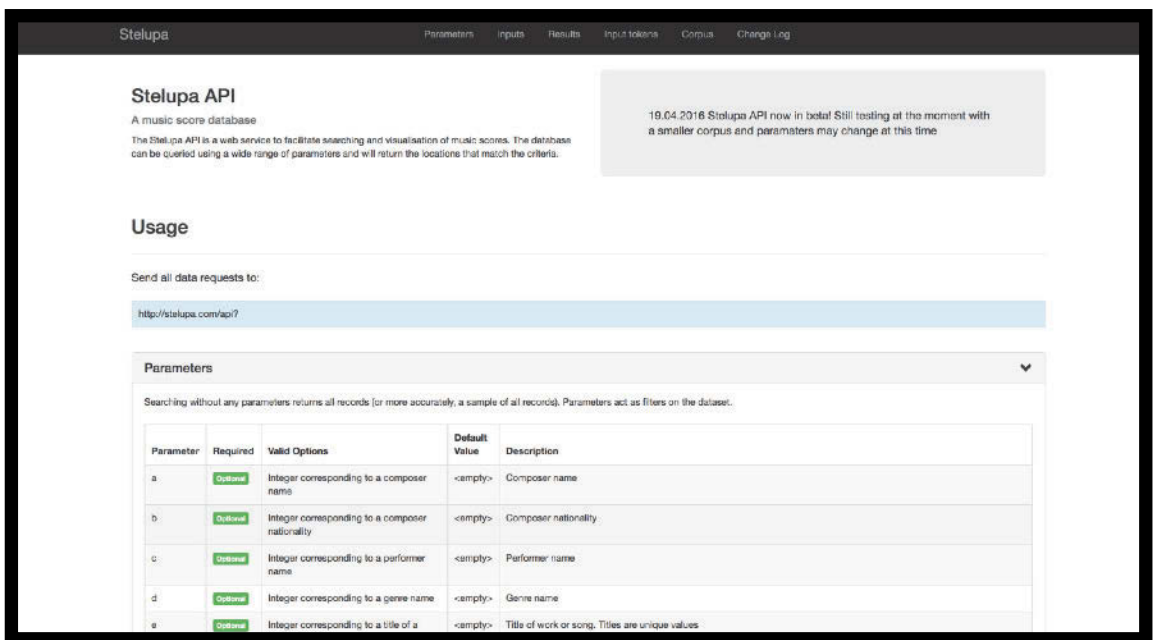 Stelupa Parameters Inputs Results Input tokens Corpus Change Log
Stelupa API
A music score database
The Stelupa API is a web service to facilitate searching and visualisation of music scores. The database
can be queried using a wide range of parameters and will return the locations that match the criteria.
19.04.2016 Stelupa API now in beta! Still testing at the moment with
a smaller corpus and paramaters may change at this time
Usage
Send all data requests to:
http://stelupa.com/api?
Parameters
Searching without any parameters returns all records (or more accurately, a sample of all records). Parameters act as filters on the dataset.
Parameter Required Valid Options Default Value Description
a Optional Integer corresponding to a composer name <empty> Composer name
b Optional Integer corresponding to a composer nationality <empty> Composer nationality
c Optional Integer corresponding to a performer name <empty> Performer name
d Optional Integer corresponding to a genre name <empty> Genre name
e Optional Integer corresponding to a title of a <empty> Title of work or song. Titles are unique values